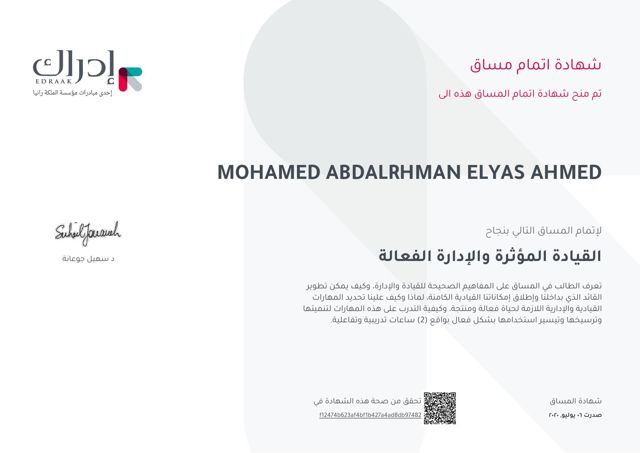 إدراك
EDRAAK
إحدى مبادرات مؤسسة الملكة رانيا
شهادة اتمام مساق
تم منح شهادة اتمام المساق هذه الى
MOHAMED ABDALRHMAN ELYAS AHMED
لإتمام المساق التالي بنجاح
القيادة المؤثرة والإدارة الفعالة
تعرف الطالب في المساق على المفاهيم الصحيحة للقيادة والإدارة، وكيف يمكن تطوير
القائد الذي بداخلنا وإطلاق إمكاناتنا القيادية الكامنة، لماذا وكيف علينا تحديد المهارات
القيادية والإدارية اللازمة لحياة فعالة ومنتجة، وكيفية التدرب على هذه المهارات لتنميتها
وترسيخها وتيسير استخدامها بشكل فعال بواقع (2) ساعات تدريبية وتفاعلية.
د سهيل جوعانة
شهادة المساق
صدرت ٠٦ يوليو، ٢٠٢٠
تحقق من صحة هذه الشهادة في
f12474b623af4bf1b427a4ad8db97482